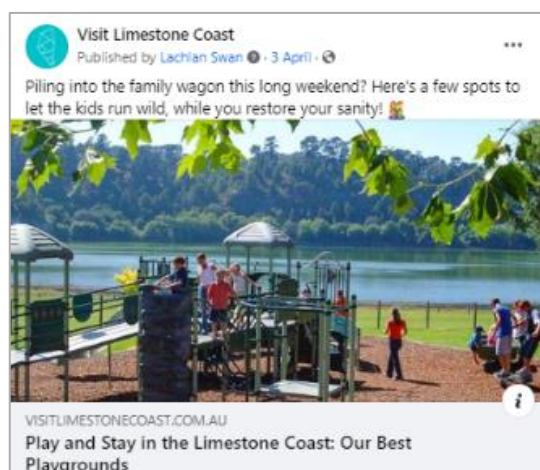 Visit Limestone Coast
Published by Lachlan Swan · 3 April ·
Piling into the family wagon this long weekend? Here's a few spots to
let the kids run wild, while you restore your sanity!
VISITLIMESTONECOAST.COM.AU
Play and Stay in the Limestone Coast: Our Best
Playgrounds